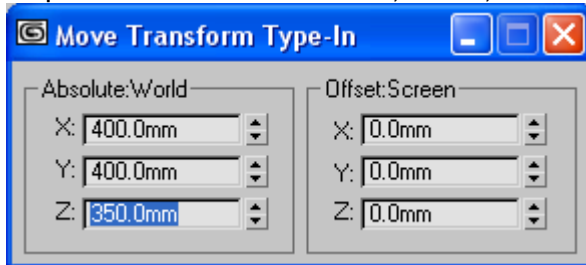 Move Transform Type-In
Absolute:World
X: 400.0mm
Y: 400.0mm
Z: 350.0mm
Offset:Screen
X: 0.0mm
Y: 0.0mm
Z: 0.0mm